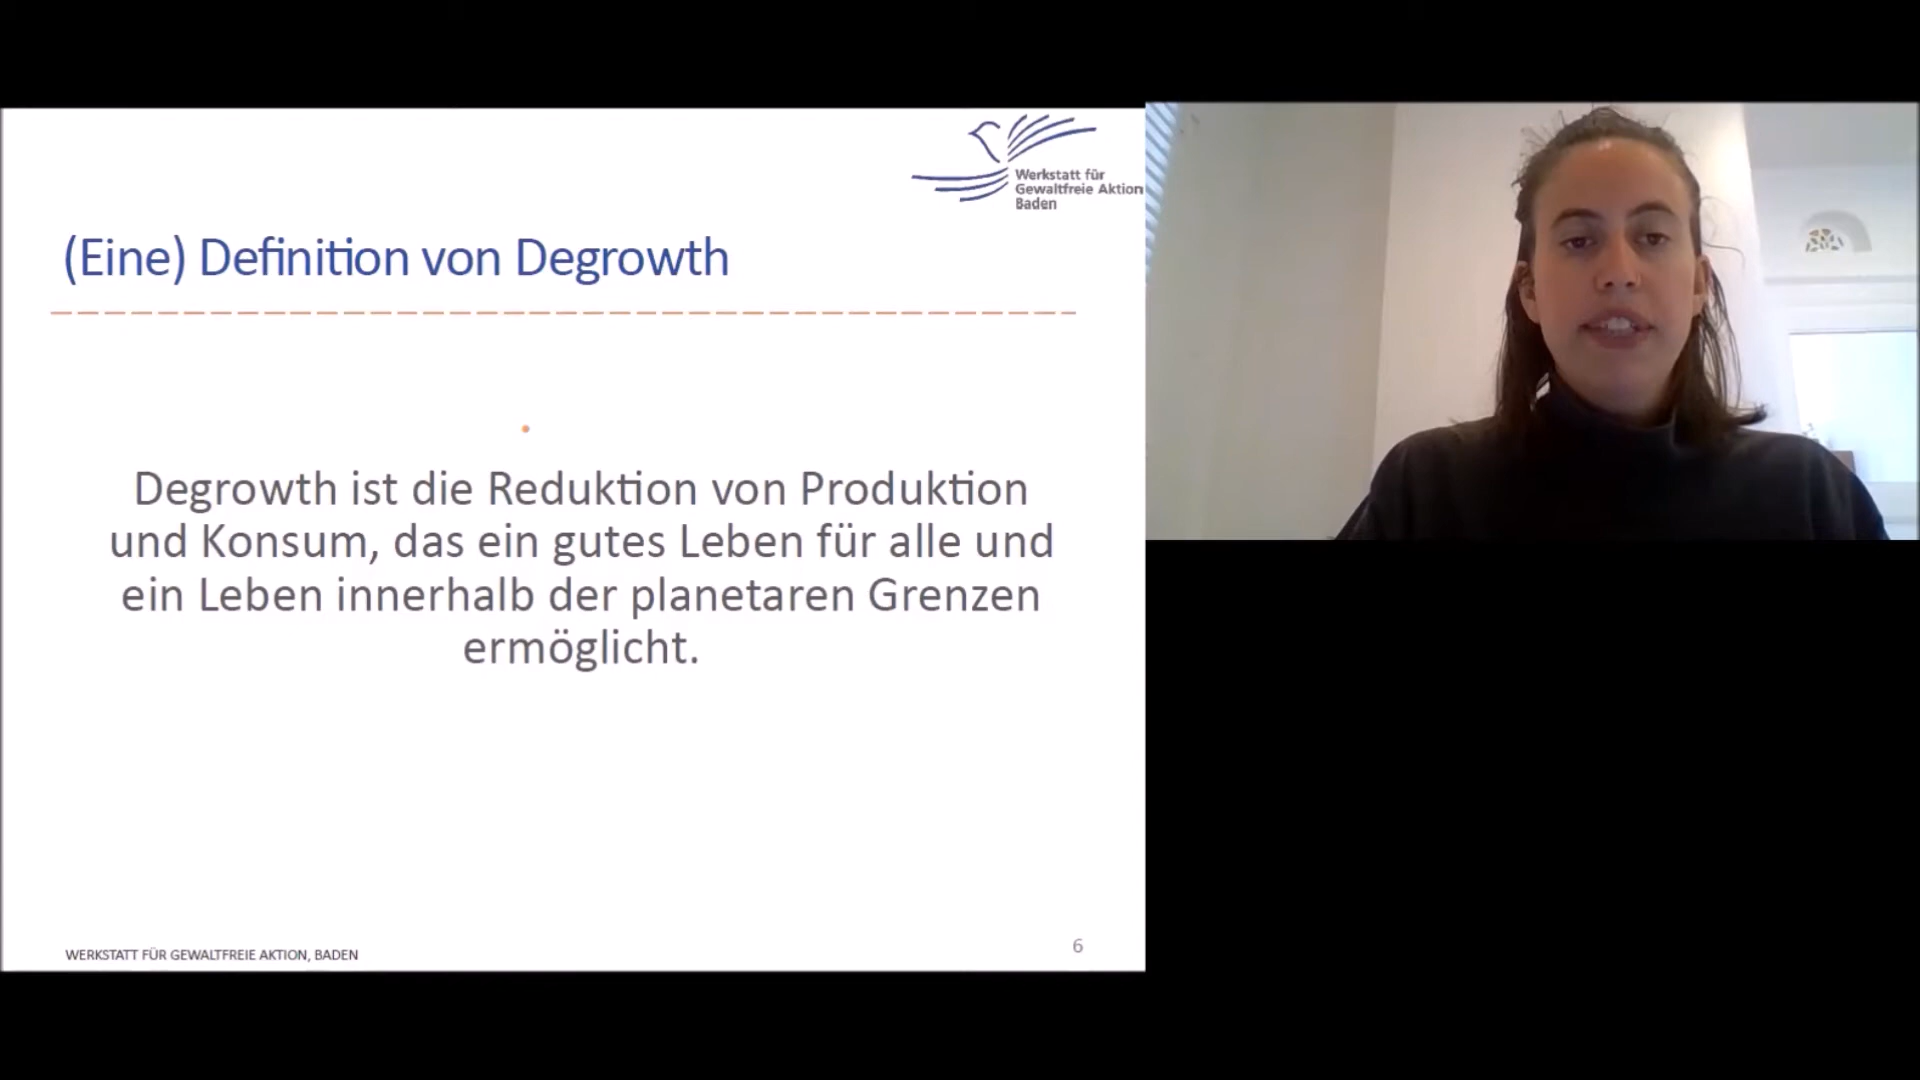 Werkstatt für
Gewaltfreie Aktion
Baden
(Eine) Definition von Degrowth
Degrowth ist die Reduktion von Produktion
und Konsum, das ein gutes Leben für alle und
ein Leben innerhalb der planetaren Grenzen
ermöglicht.
WERKSTATT FÜR GEWALTFREIE AKTION, BADEN
6